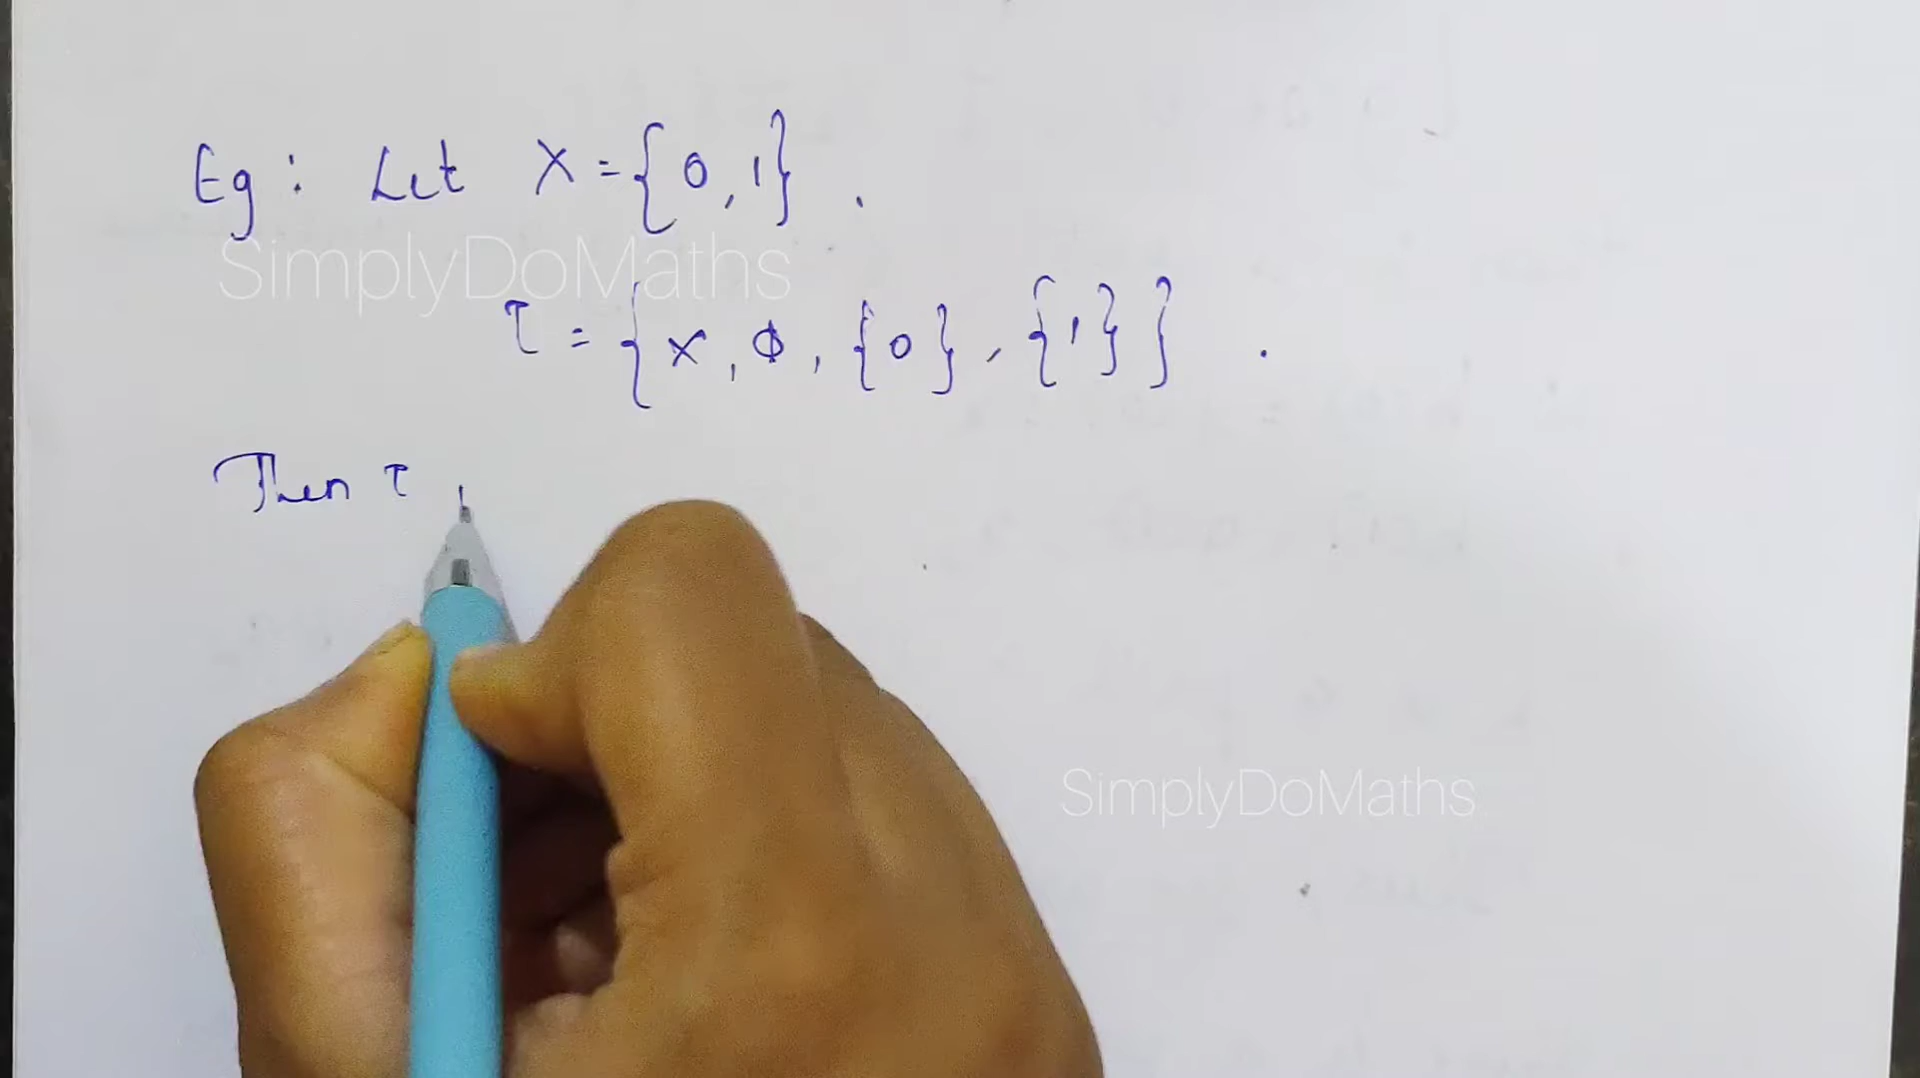 Eg : Let X = {0, 1} .
SimplyDoMaths
τ = {X, φ, {0}, {1}} .
Then τ
SimplyDoMaths